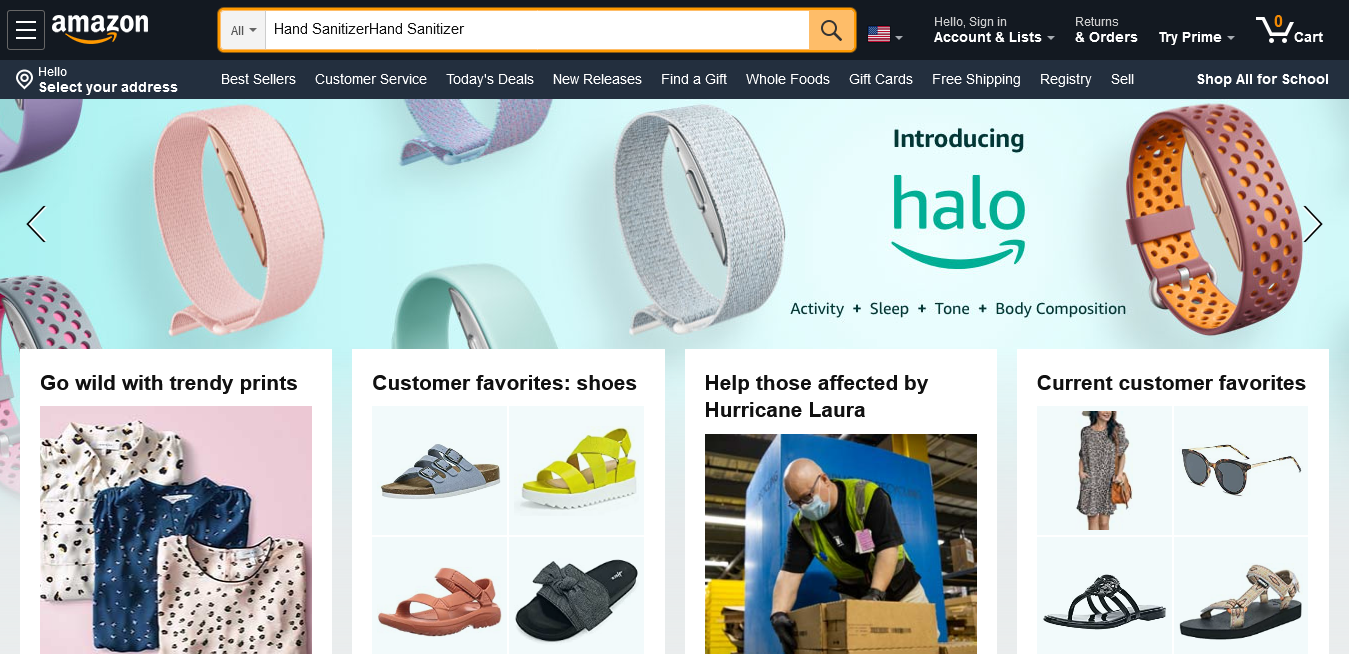 amazon
All
Hand SanitizerHand Sanitizer
Hello, Sign in
Account & Lists
Returns
& Orders
Try Prime
0
Cart
Hello
Select your address
Best Sellers
Customer Service
Today's Deals
New Releases
Find a Gift
Whole Foods
Gift Cards
Free Shipping
Registry
Sell
Shop All for School
Introducing
halo
Activity + Sleep + Tone + Body Composition
Go wild with trendy prints
Customer favorites: shoes
Help those affected by
Hurricane Laura
Current customer favorites